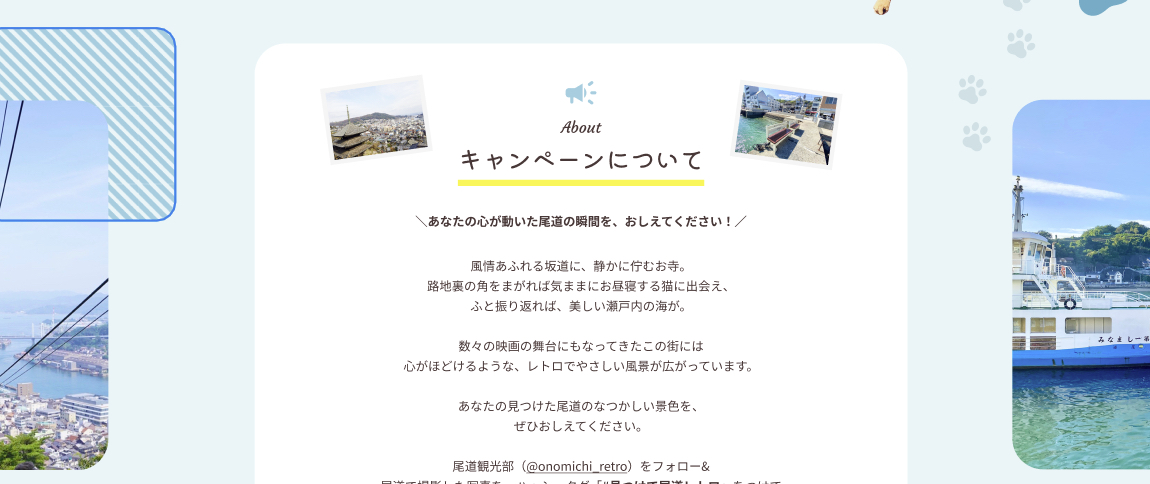 About
キャンペーンについて
＼あなたの心が動いた尾道の瞬間を、おしえてください！／
風情あふれる坂道に、静かに佇むお寺。
路地裏の角をまがれば気ままにお昼寝する猫に出会え、
ふと振り返れば、美しい瀬戸内の海が。
数々の映画の舞台にもなってきたこの街には
心がほどけるような、レトロでやさしい風景が広がっています。
あなたの見つけた尾道のなつかしい景色を、
ぜひおしえてください。
尾道観光部（@onomichi_retro）をフォロー&